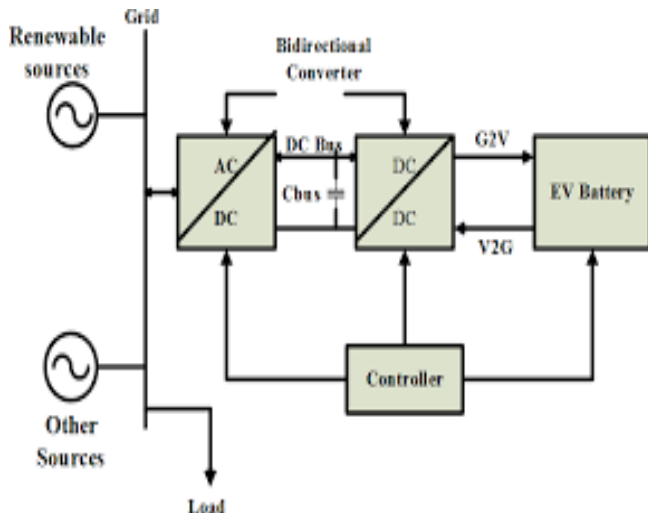 Grid
Renewable
sources
Bidirectional
Converter
AC
DC
DC Bus
Cbus
DC
DC
G2V
V2G
EV Battery
Controller
Other
Sources
Load